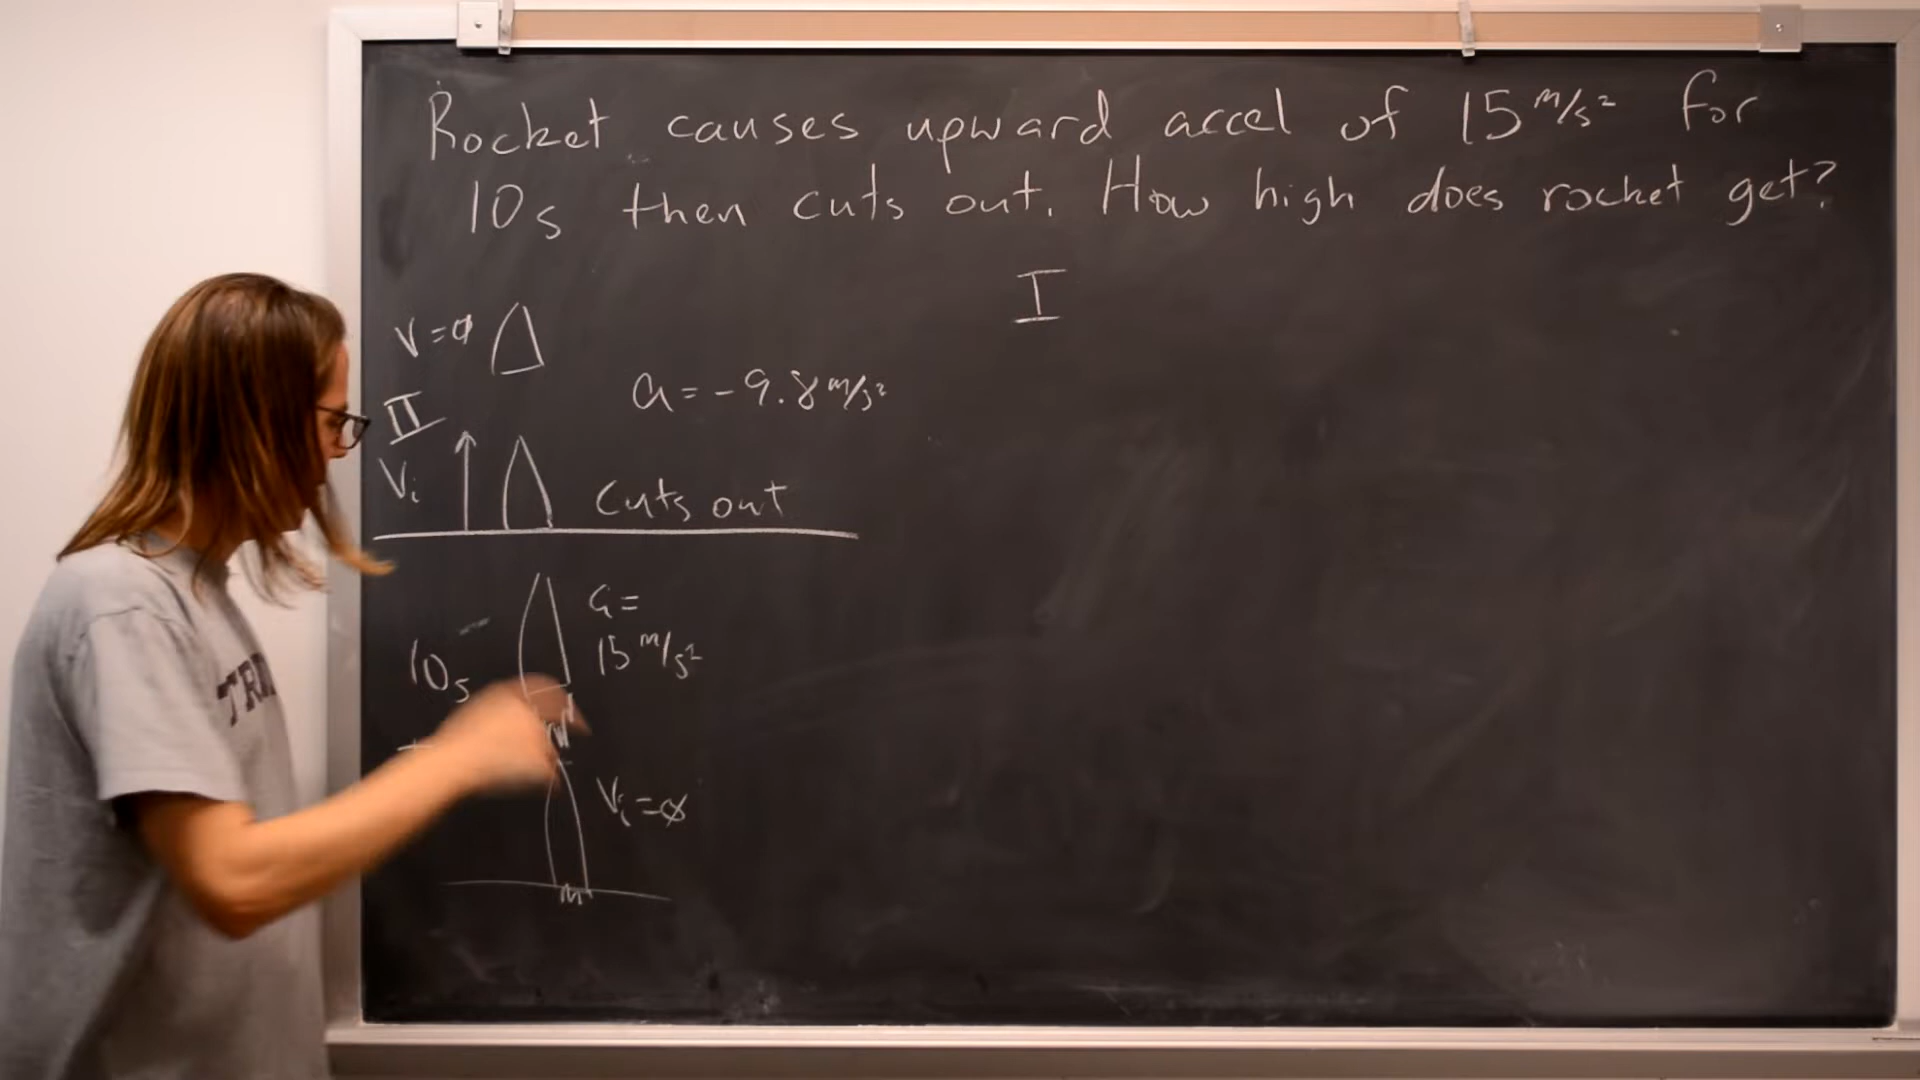 Rocket causes upward accel of 15 m/s² for
10s then cuts out. How high does rocket get?
I
V=0
a=-9.8m/s²
II
Vi
Cuts out
a=
15 m/s²
10s
Vi=0